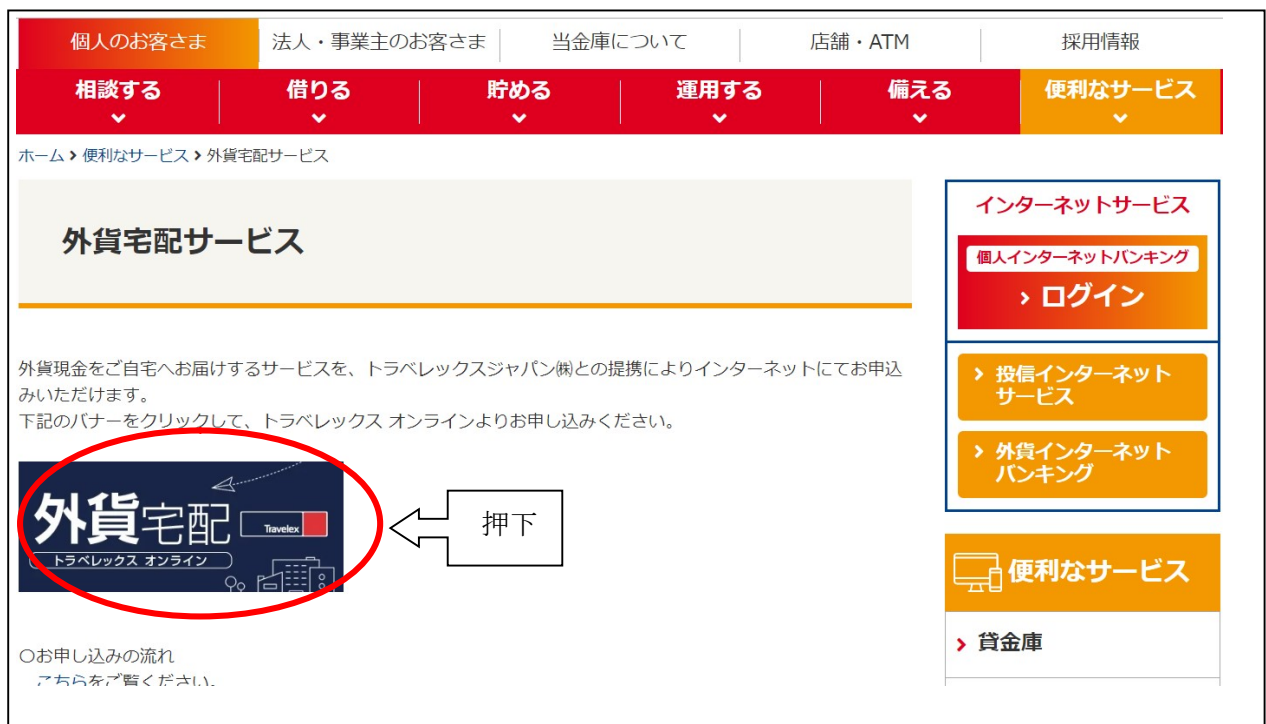 個人のお客さま 法人・事業主のお客さま 当金庫について 店舗・ATM 採用情報
相談する 借りる 貯める 運用する 備える 便利なサービス
ホーム › 便利なサービス › 外貨宅配サービス
外貨宅配サービス
外貨現金をご自宅へお届けするサービスを、トラベレックスジャパン㈱との提携によりインターネットにてお申込
みいただけます。
下記のバナーをクリックして、トラベレックス オンラインよりお申し込みください。
外貨宅配 Travelex
トラベレックス オンライン
押下
〇お申し込みの流れ
こちらをご覧ください。
インターネットサービス
個人インターネットバンキング
› ログイン
› 投信インターネット
サービス
› 外貨インターネット
バンキング
便利なサービス
› 貸金庫